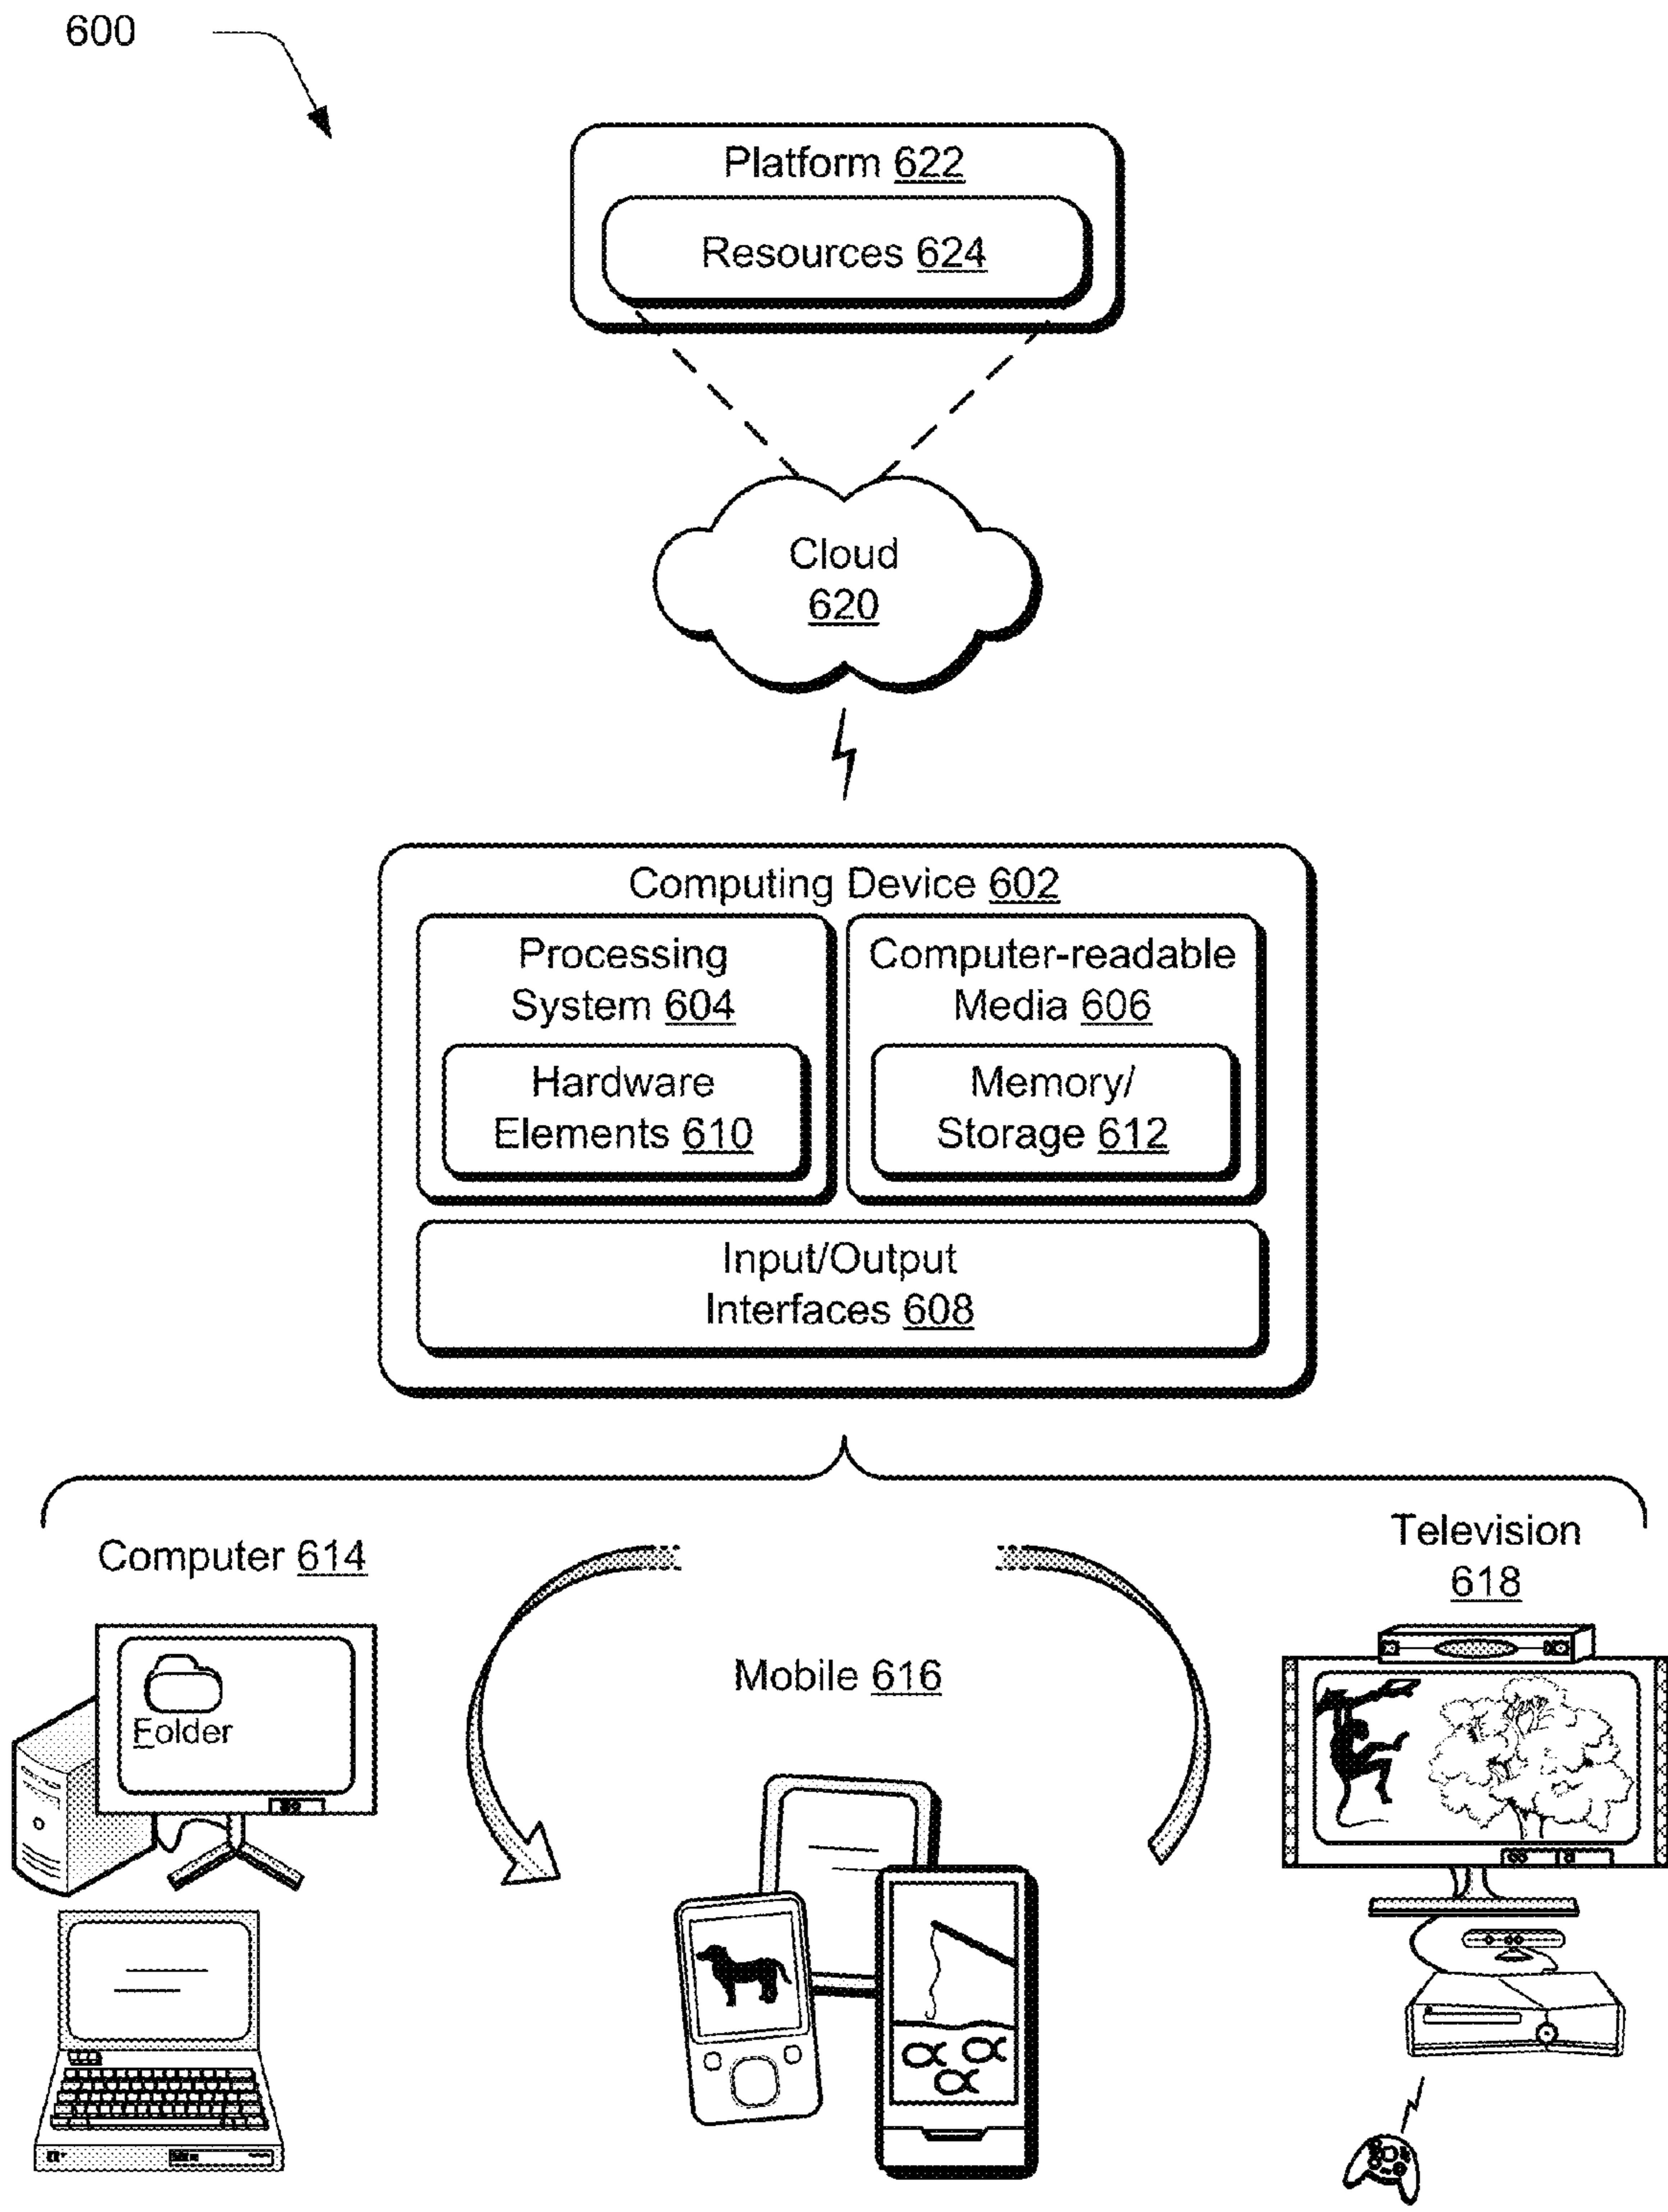 600
Platform 622
Resources 624
Cloud
620
Computing Device 602
Processing
System 604
Hardware
Elements 610
Computer-readable
Media 606
Memory/
Storage 612
Input/Output
Interfaces 608
Computer 614
Mobile 616
Television
618
Folder